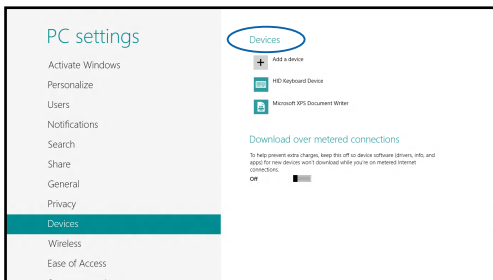 PC settings
Activate Windows
Personalize
Users
Notifications
Search
Share
General
Privacy
Devices
Wireless
Ease of Access
Devices
Add a device
HID Keyboard Device
Microsoft XPS Document Writer
Download over metered connections
To help prevent extra charges, keep this off so device software (drivers, info, and
apps) for new devices won't download while you're on metered Internet
connections.
Off